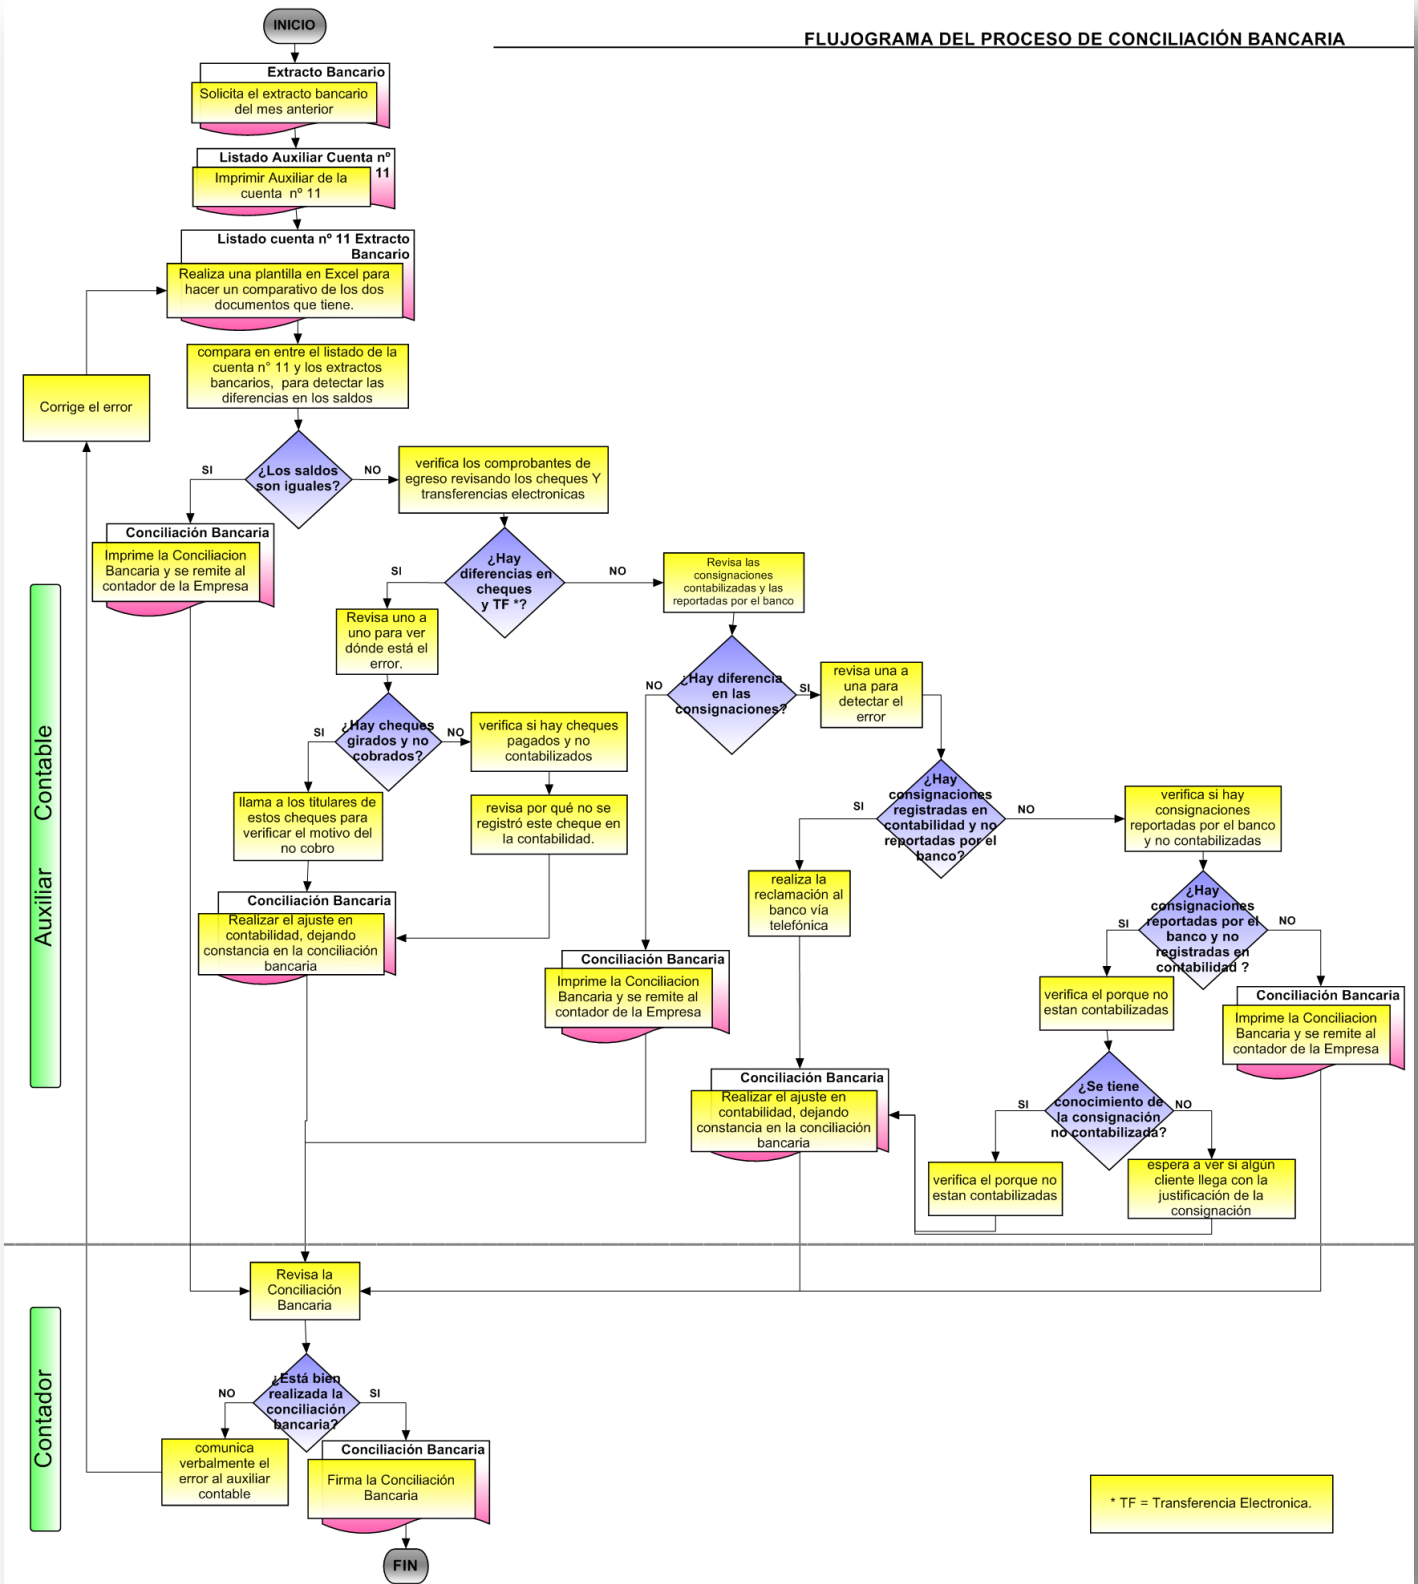 INICIO
FLUJOGRAMA DEL PROCESO DE CONCILIACIÓN BANCARIA
Extracto Bancario
Solicita el extracto bancario
del mes anterior
Listado Auxiliar Cuenta nº
11
Imprimir Auxiliar de la
cuenta nº 11
Listado cuenta nº 11 Extracto
Bancario
Realiza una plantilla en Excel para
hacer un comparativo de los dos
documentos que tiene.
compara en entre el listado de la
cuenta n° 11 y los extractos
bancarios, para detectar las
diferencias en los saldos
Corrige el error
¿Los saldos
son iguales?
SI
NO
verifica los comprobantes de
egreso revisando los cheques Y
transferencias electronicas
Conciliación Bancaria
Imprime la Conciliacion
Bancaria y se remite al
contador de la Empresa
¿Hay
diferencias en
cheques
y TF *?
SI
NO
Revisa las
consignaciones
contabilizadas y las
reportadas por el banco
Revisa uno a
uno para ver
dónde está el
error.
¿Hay diferencia
en las
consignaciones?
NO
SI
revisa una a
una para
detectar el
error
¿Hay cheques
girados y no
cobrados?
SI
NO
verifica si hay cheques
pagados y no
contabilizados
llama a los titulares de
estos cheques para
verificar el motivo del
no cobro
revisa por qué no se
registró este cheque en
la contabilidad.
¿Hay
consignaciones
registradas en
contabilidad y no
reportadas por el
banco?
SI
NO
verifica si hay
consignaciones
reportadas por el banco
y no contabilizadas
realiza la
reclamación al
banco vía
telefónica
¿Hay
consignaciones
reportadas por el
banco y no
registradas en
contabilidad ?
SI
NO
Conciliación Bancaria
Realizar el ajuste en
contabilidad, dejando
constancia en la conciliación
bancaria
Conciliación Bancaria
Imprime la Conciliacion
Bancaria y se remite al
contador de la Empresa
verifica el porque no
estan contabilizadas
Conciliación Bancaria
Imprime la Conciliacion
Bancaria y se remite al
contador de la Empresa
Conciliación Bancaria
Realizar el ajuste en
contabilidad, dejando
constancia en la conciliación
bancaria
¿Se tiene
conocimiento de
la consignación
no contabilizada?
SI
NO
verifica el porque no
estan contabilizadas
espera a ver si algún
cliente llega con la
justificación de la
consignación
Auxiliar Contable
Revisa la
Conciliación
Bancaria
¿Está bien
realizada la
conciliación
bancaria?
NO
SI
comunica
verbalmente el
error al auxiliar
contable
Conciliación Bancaria
Firma la Conciliación
Bancaria
Contador
* TF = Transferencia Electronica.
FIN